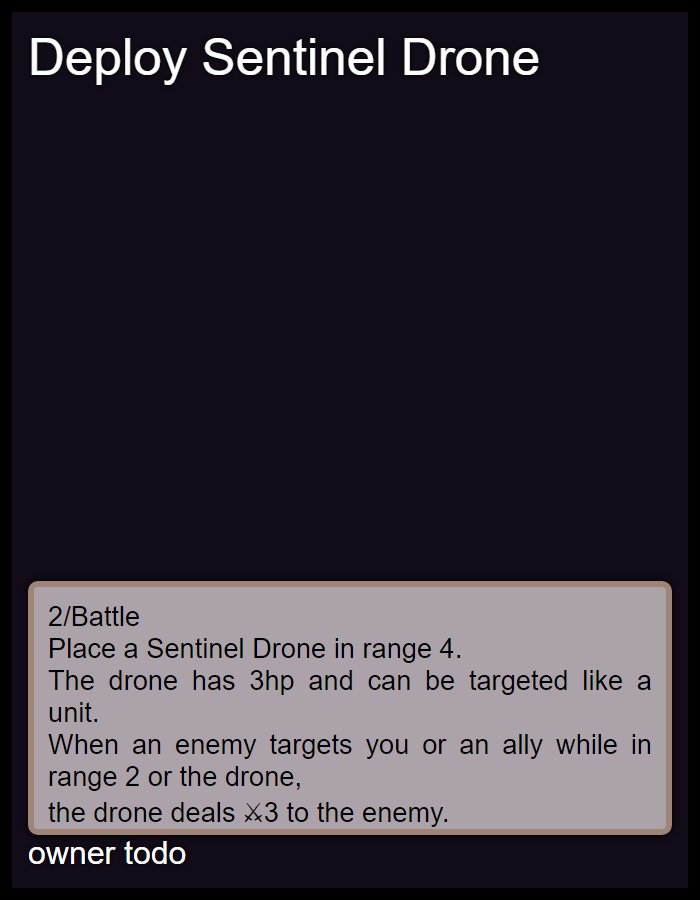 Deploy Sentinel Drone
2/Battle
Place a Sentinel Drone in range 4.
The drone has 3hp and can be targeted like a
unit.
When an enemy targets you or an ally while in
range 2 or the drone,
the drone deals ⚔3 to the enemy.
owner todo